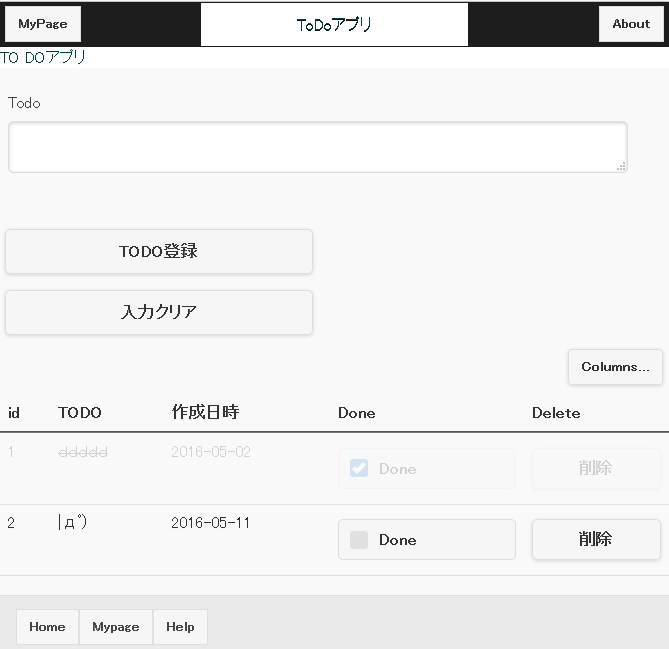 MyPage ToDoアプリ About
TO DOアプリ
Todo
TODO登録
入力クリア
Columns...
id TODO 作成日時 Done Delete
1 ddddd 2016-05-02 Done 削除
2 |дﾟ) 2016-05-11 Done 削除
Home Mypage Help